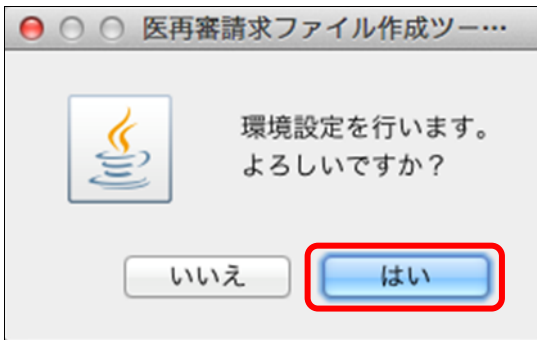 医再審請求ファイル作成ツー…
環境設定を行います。
よろしいですか？
いいえ
はい